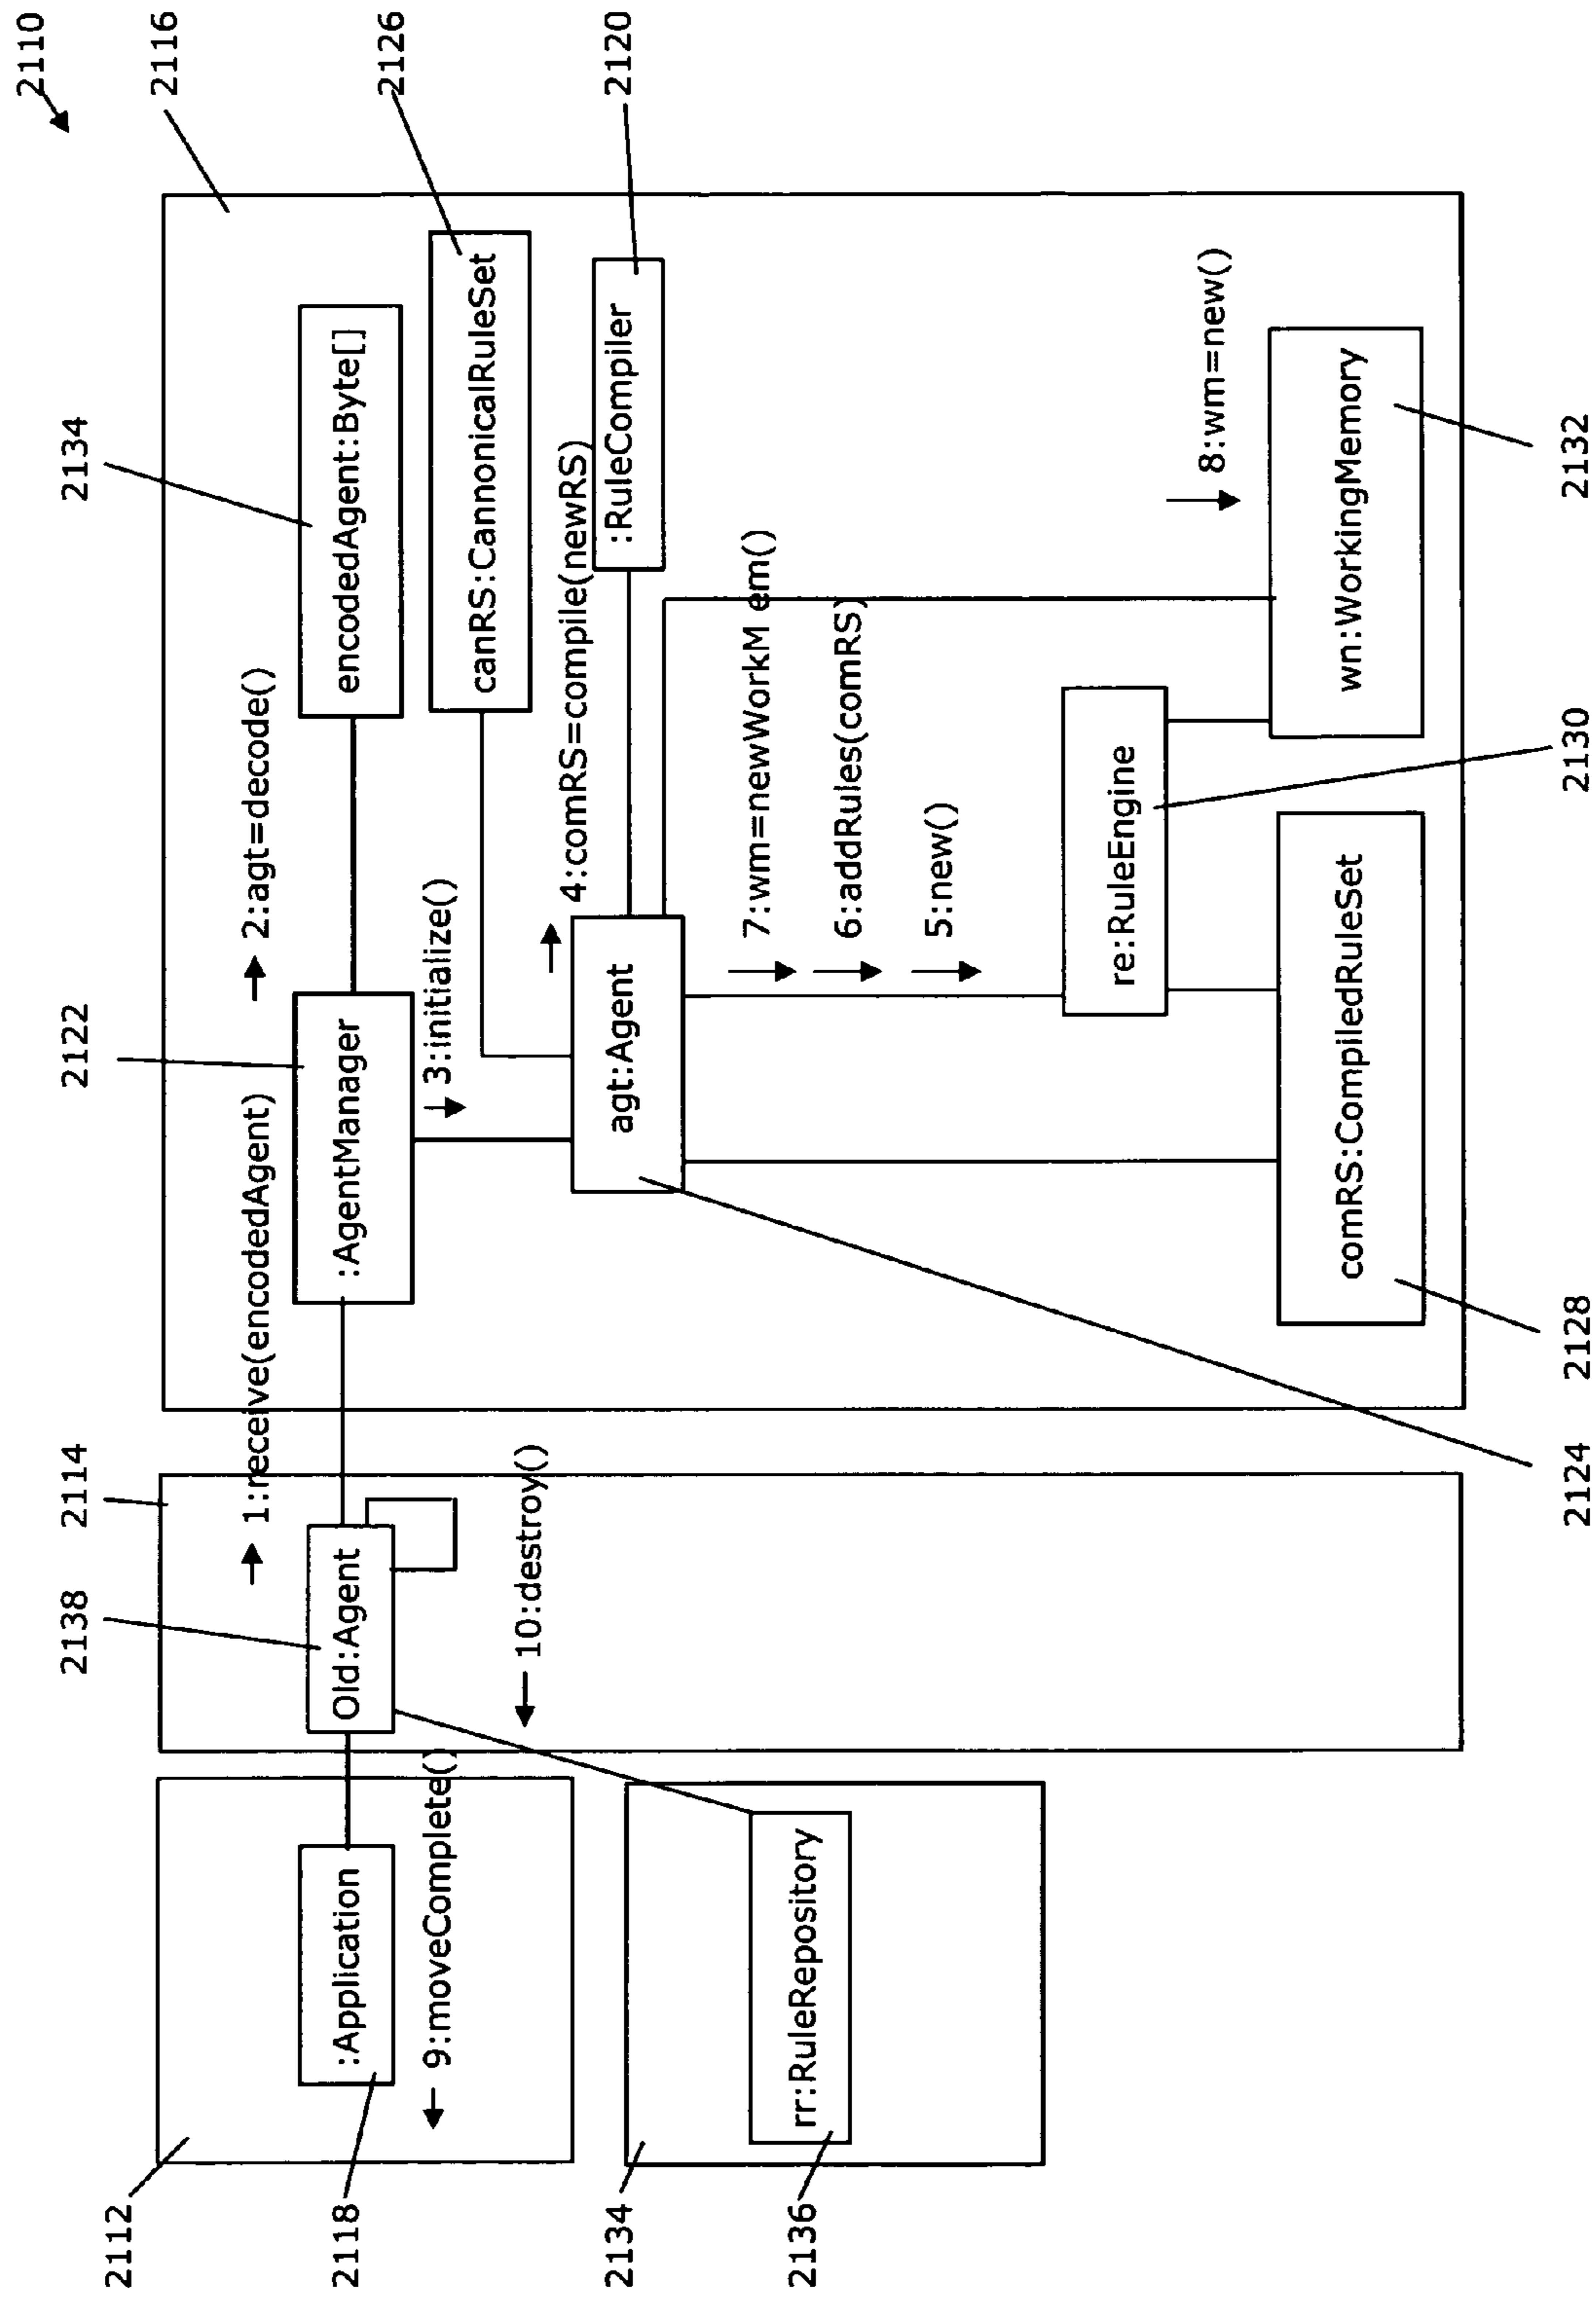 2110
2116
2126
2120
2134
2122
2114
2138
2112
2118
2134
2136
2124
2128
2130
2132
:Application
Old:Agent
:AgentManager
encodedAgent:Byte[]
canRS:CannonicalRuleSet
:RuleCompiler
agt:Agent
re:RuleEngine
wn:WorkingMemory
comRS:CompiledRuleSet
rr:RuleRepository
1:receive(encodedAgent)
2:agt=decode()
3:initialize()
4:comRS=compile(newRS)
7:wm=newWorkM em()
6:addRules(comRS)
5:new()
8:wm=new()
9:moveComplete()
10:destroy()